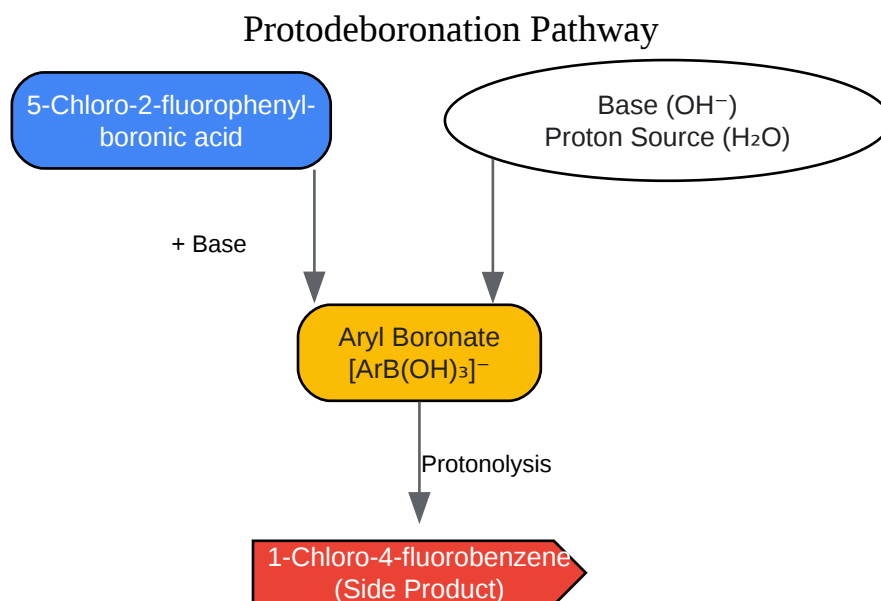 Protodeboronation Pathway
5-Chloro-2-fluorophenyl-
boronic acid
Base (OH⁻)
Proton Source (H₂O)
+ Base
Aryl Boronate
[ArB(OH)₃]⁻
Protonolysis
1-Chloro-4-fluorobenzene
(Side Product)